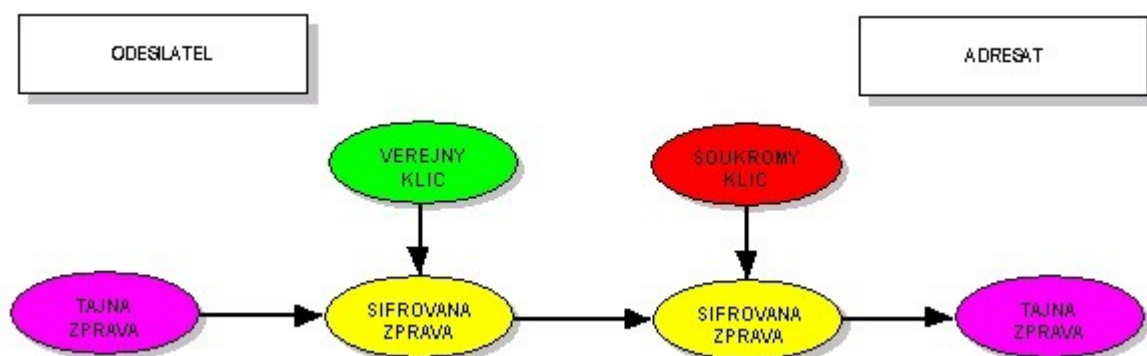 ODESILATEL
ADRESAT
VEREJNY
KLIC
SOUKROMY
KLIC
TAJNA
ZPRAVA
SIFROVANA
ZPRAVA
SIFROVANA
ZPRAVA
TAJNA
ZPRAVA